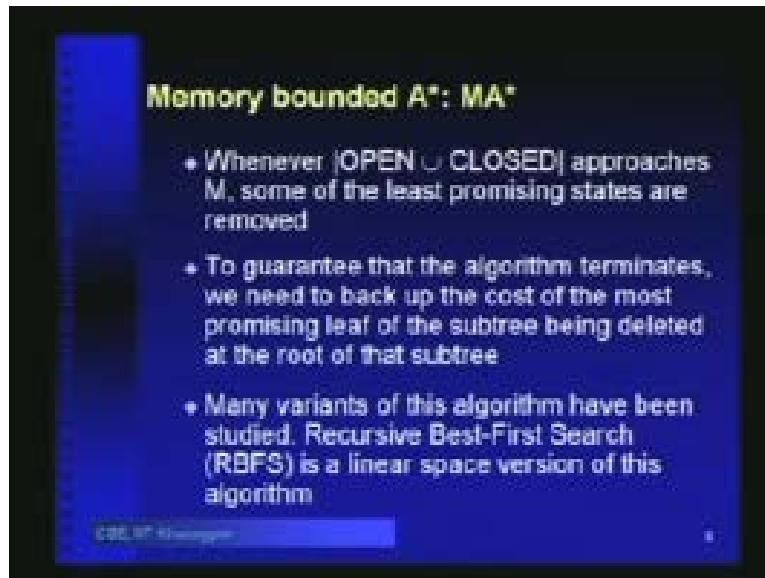 Memory bounded A*: MA*
• Whenever |OPEN ∪ CLOSED| approaches
M, some of the least promising states are
removed
• To guarantee that the algorithm terminates,
we need to back up the cost of the most
promising leaf of the subtree being deleted
at the root of that subtree
• Many variants of this algorithm have been
studied. Recursive Best-First Search
(RBFS) is a linear space version of this
algorithm